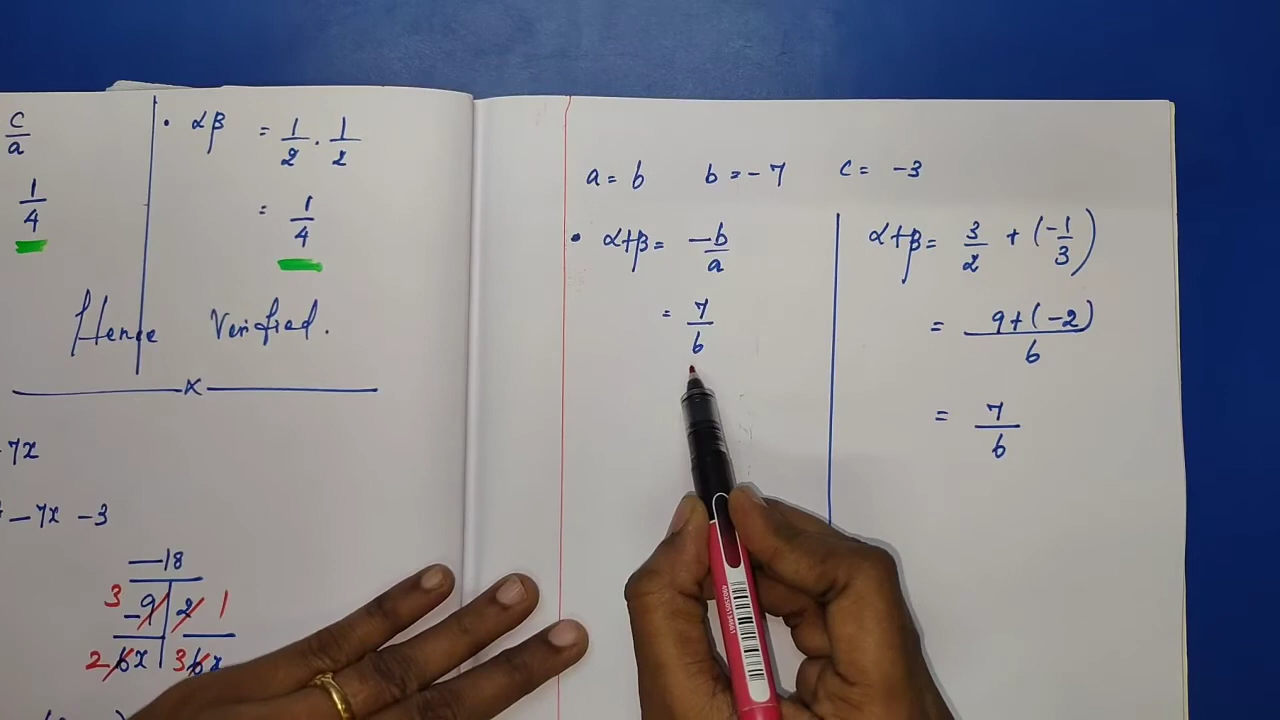 c/a
1/4
• αβ = 1/2 . 1/2
= 1/4
Hence Verified.
x
7x
– 7x – 3
–18
3 –9 2 1
2 6x 3 6x
a = 6 b = –7 c = –3
• α+β = –b/a
= 7/6
α+β = 3/2 + (–1/3)
= 9+(–2)/6
= 7/6